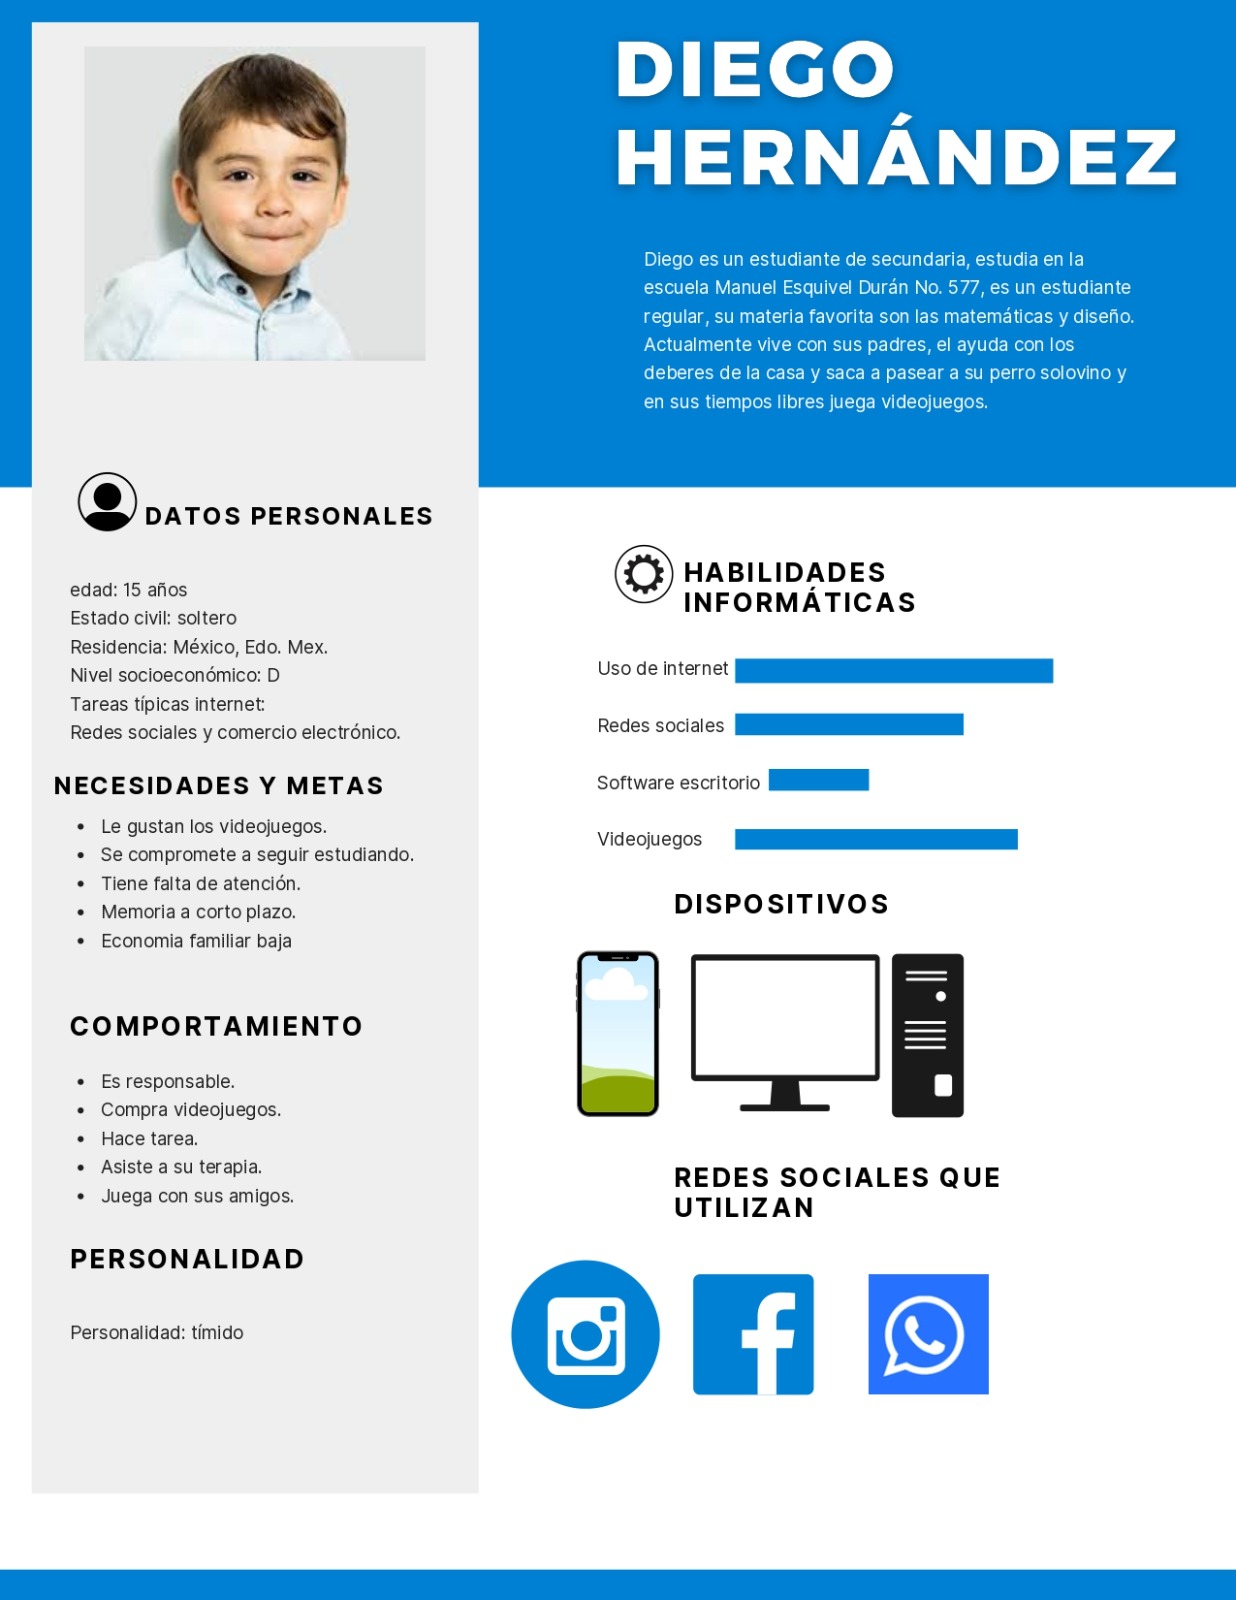 DIEGO
HERNÁNDEZ
Diego es un estudiante de secundaria, estudia en la
escuela Manuel Esquivel Durán No. 577, es un estudiante
regular, su materia favorita son las matemáticas y diseño.
Actualmente vive con sus padres, el ayuda con los
deberes de la casa y saca a pasear a su perro solovino y
en sus tiempos libres juega videojuegos.
DATOS PERSONALES
edad: 15 años
Estado civil: soltero
Residencia: México, Edo. Mex.
Nivel socioeconómico: D
Tareas típicas internet:
Redes sociales y comercio electrónico.
NECESIDADES Y METAS
• Le gustan los videojuegos.
• Se compromete a seguir estudiando.
• Tiene falta de atención.
• Memoria a corto plazo.
• Economia familiar baja
COMPORTAMIENTO
• Es responsable.
• Compra videojuegos.
• Hace tarea.
• Asiste a su terapia.
• Juega con sus amigos.
PERSONALIDAD
Personalidad: tímido
HABILIDADES
INFORMÁTICAS
Uso de internet
Redes sociales
Software escritorio
Videojuegos
DISPOSITIVOS
REDES SOCIALES QUE
UTILIZAN